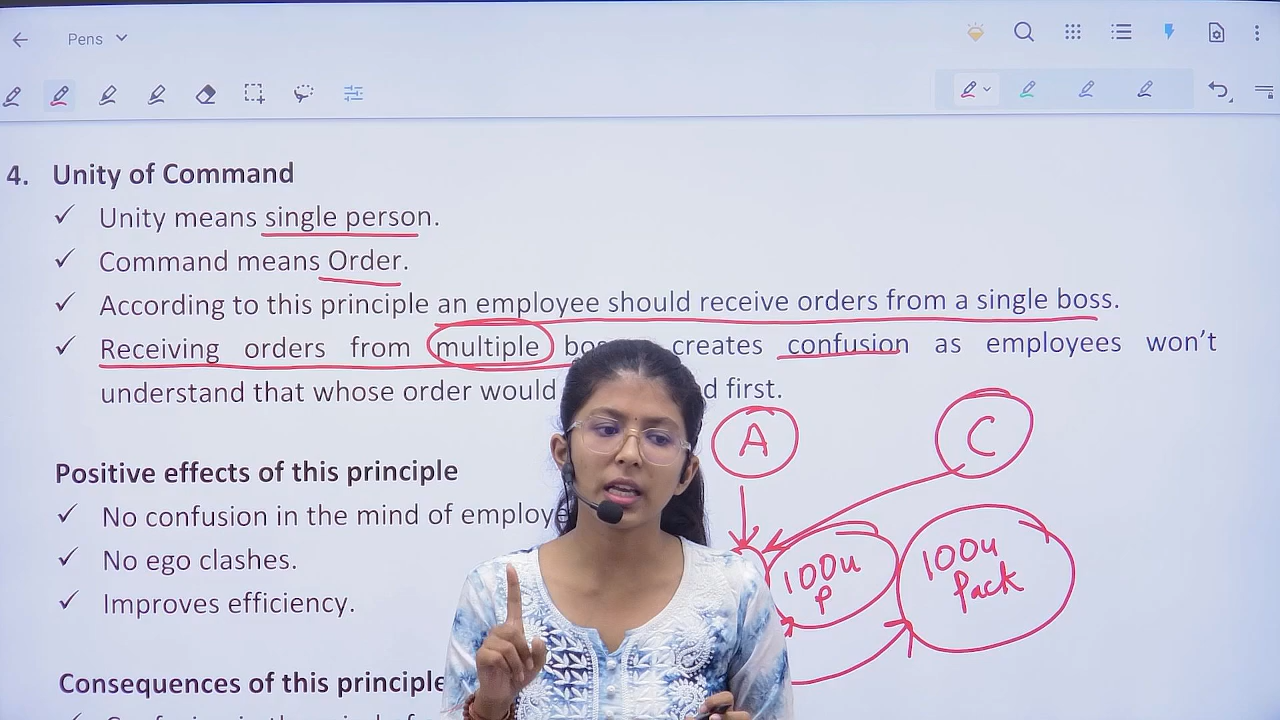 Pens
4. Unity of Command
✓ Unity means single person.
✓ Command means Order.
✓ According to this principle an employee should receive orders from a single boss.
✓ Receiving orders from multiple creates confusion as employees won't
understand that whose order would first.
A
C
Positive effects of this principle
✓ No confusion in the mind of
✓ No ego clashes.
✓ Improves efficiency.
100u
P
100u
Pack
Consequences of this principle